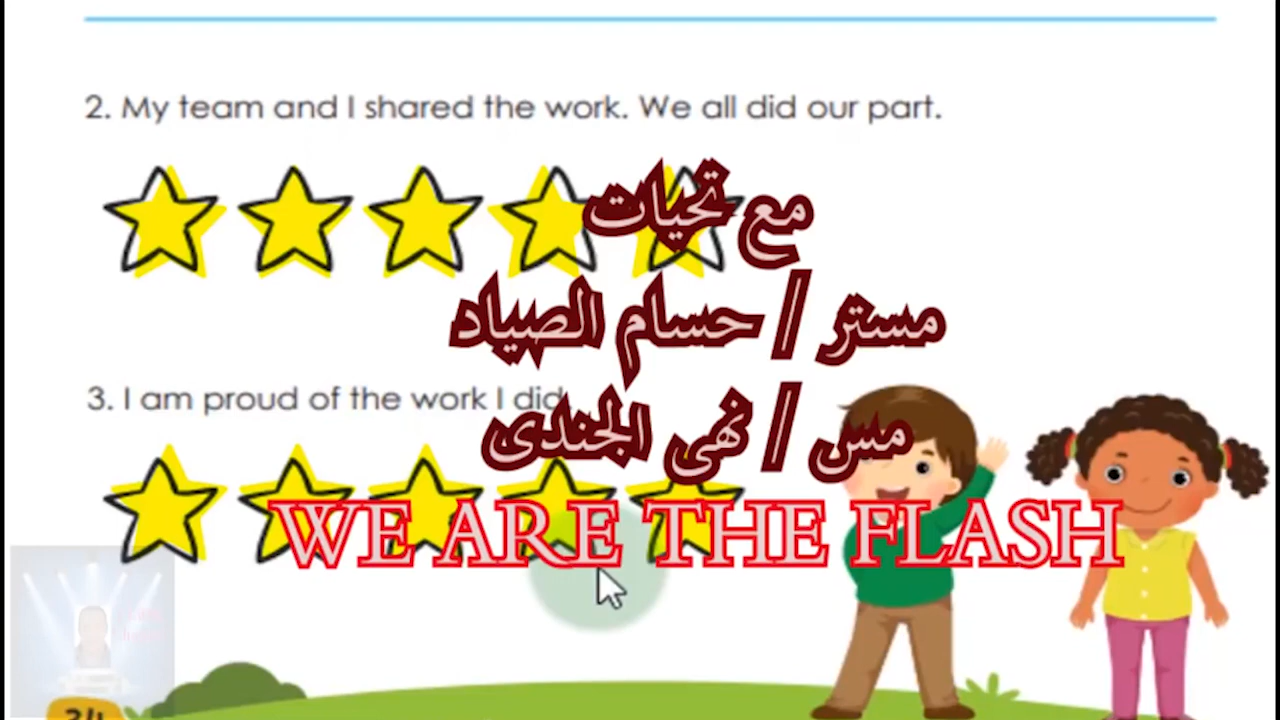 2. My team and I shared the work. We all did our part.
مع تحيات
مستر / حسام الصياد
3. I am proud of the work I did
مس / نهى الجندى
WE ARE THE FLASH